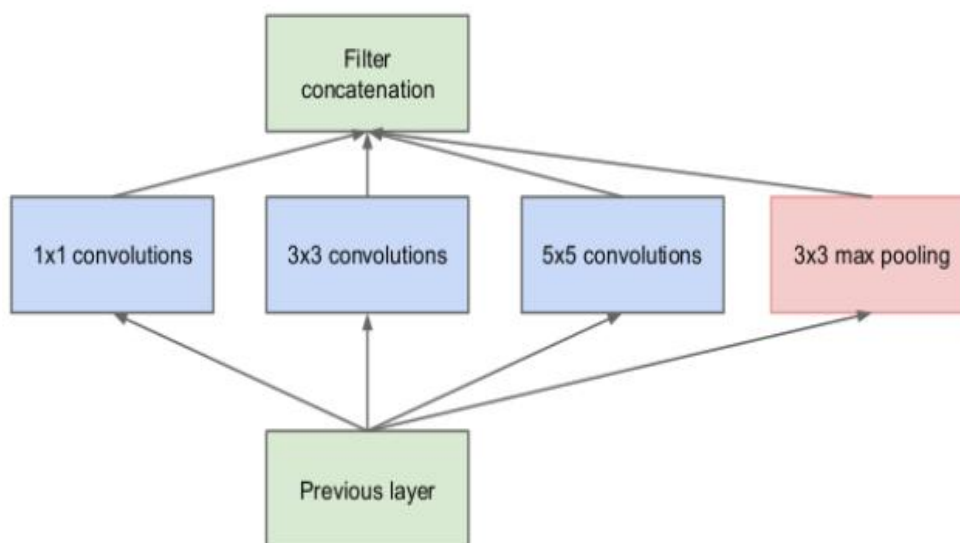 Filter
concatenation
1x1 convolutions
3x3 convolutions
5x5 convolutions
3x3 max pooling
Previous layer